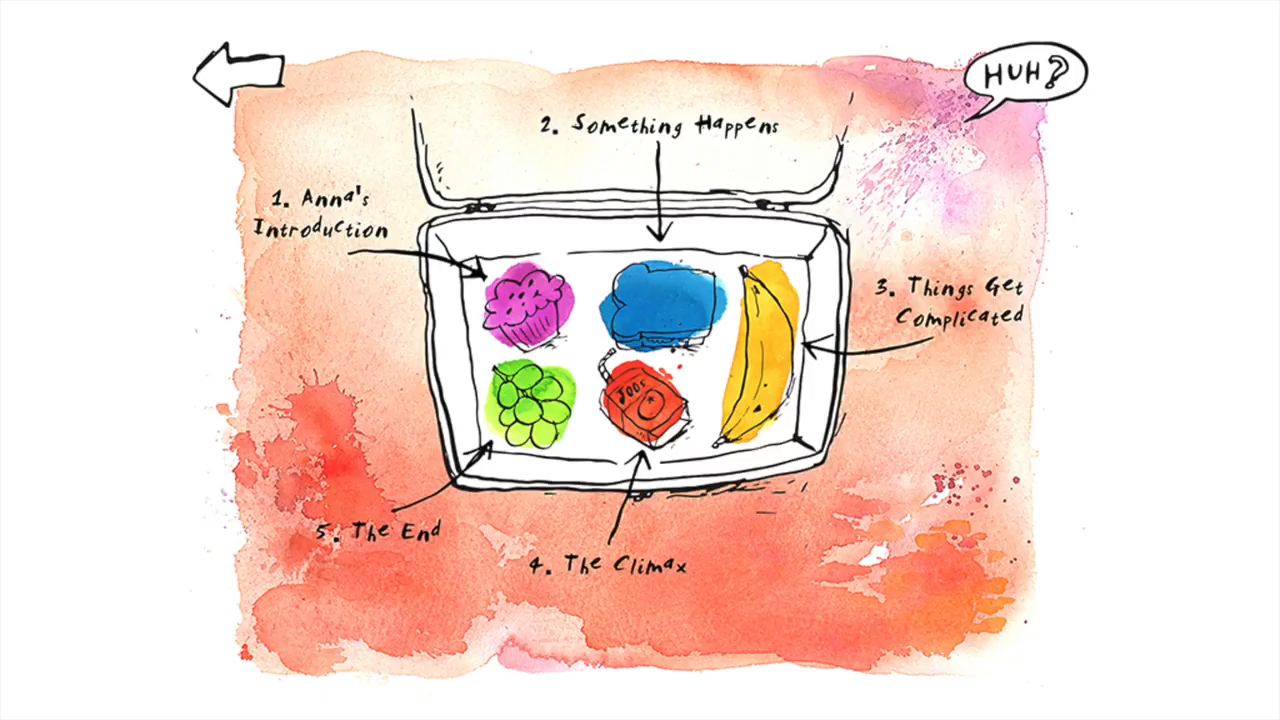 HUH?
2. Something Happens
1. Anna's
Introduction
3. Things Get
Complicated
JOOS
5. The End
4. The Climax